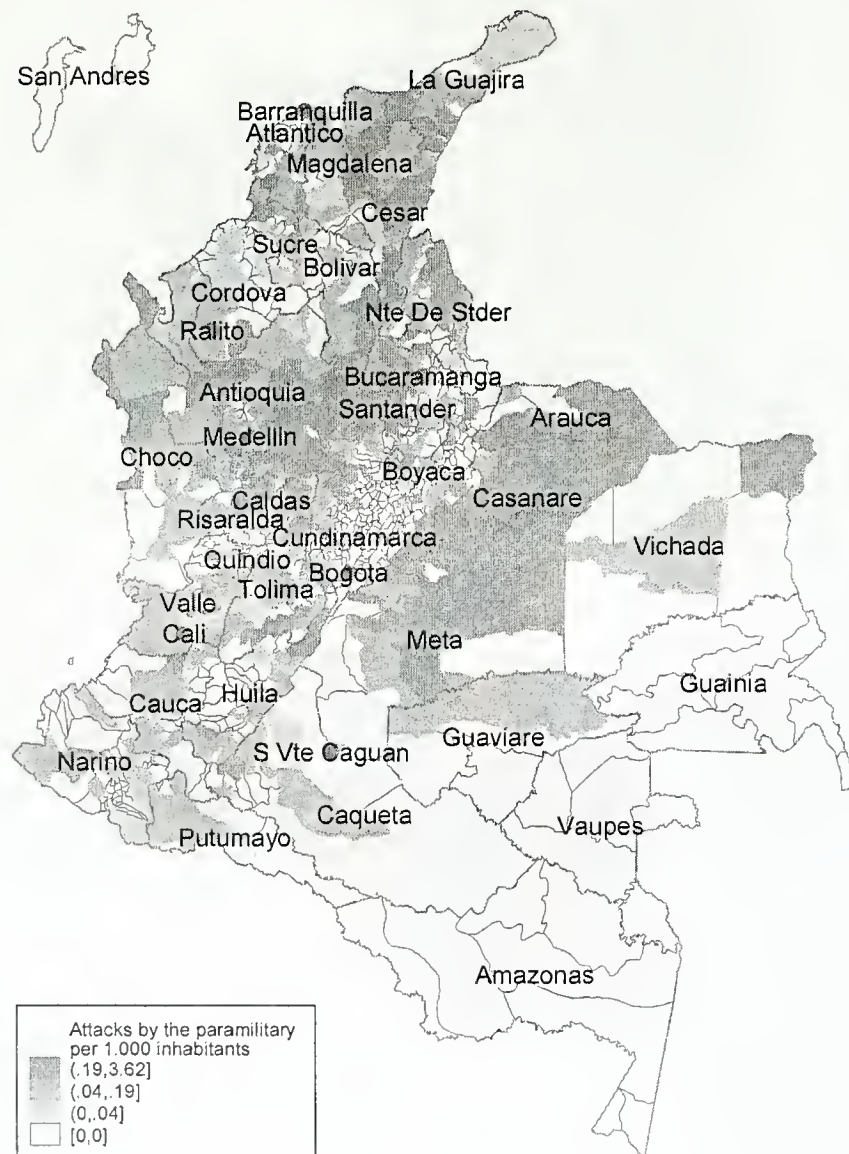 San Andres
La Guajira
Barranquilla
Atlantico
Magdalena
Cesar
Sucre
Bolivar
Cordova
Nte De Stder
Ralito
Bucaramanga
Antioquia
Santander
Arauca
Medellin
Choco
Boyaca
Caldas
Casanare
Risaralda
Cundinamarca
Vichada
Quindio
Bogota
Tolima
Valle
Cali
Meta
Guainia
Huila
Cauca
Guaviare
S Vte Caguan
Narino
Caqueta
Vaupes
Putumayo
Amazonas
Attacks by the paramilitary
per 1.000 inhabitants
(.19,3.62]
(.04,.19]
(0,.04]
[0,0]